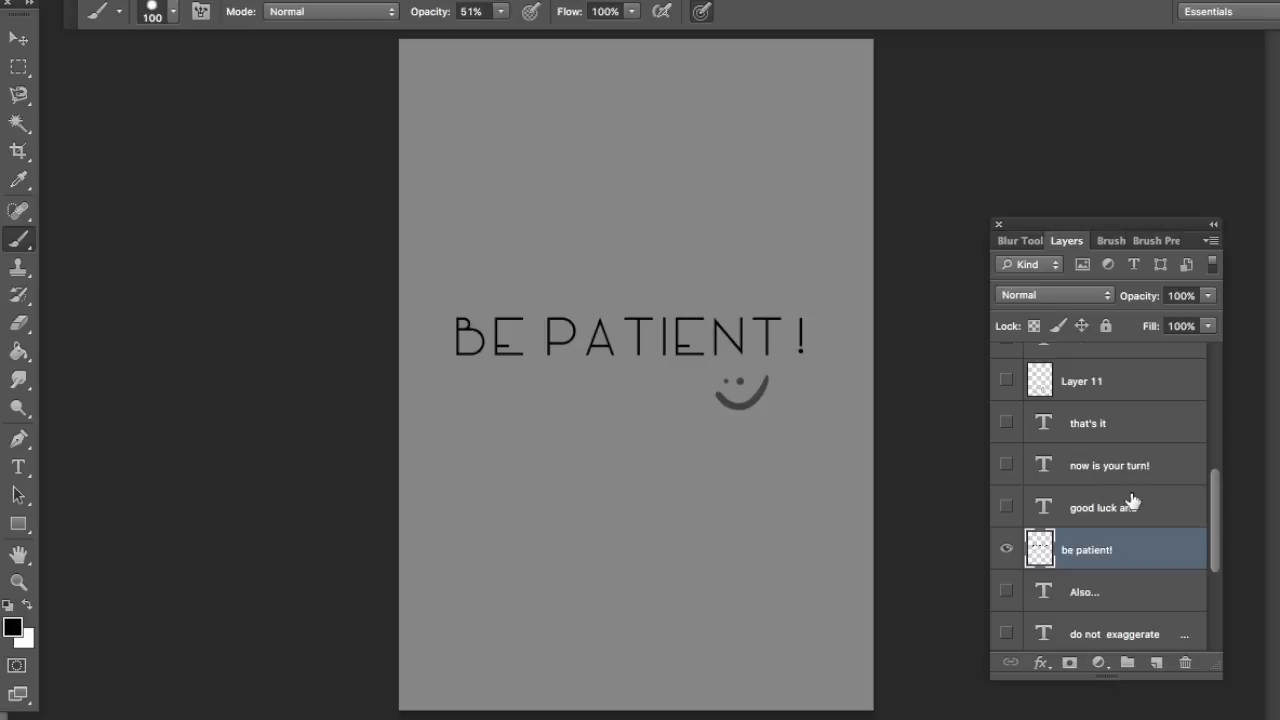 100
Mode: Normal
Opacity: 51%
Flow: 100%
Essentials
BE PATIENT!
Blur Tool
Layers
Brush
Brush Pre
Kind
T
Normal
Opacity: 100%
Lock:
Fill: 100%
Layer 11
T that's it
T now is your turn!
T good luck
be patient!
T Also...
T do not exaggerate ...
fx
T